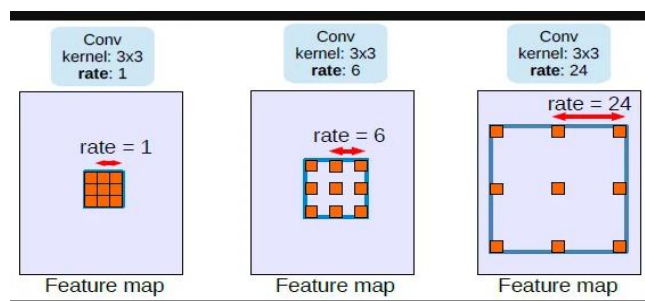 Conv
kernel: 3x3
rate: 1
rate = 1
Feature map
Conv
kernel: 3x3
rate: 6
rate = 6
Feature map
Conv
kernel: 3x3
rate: 24
rate = 24
Feature map